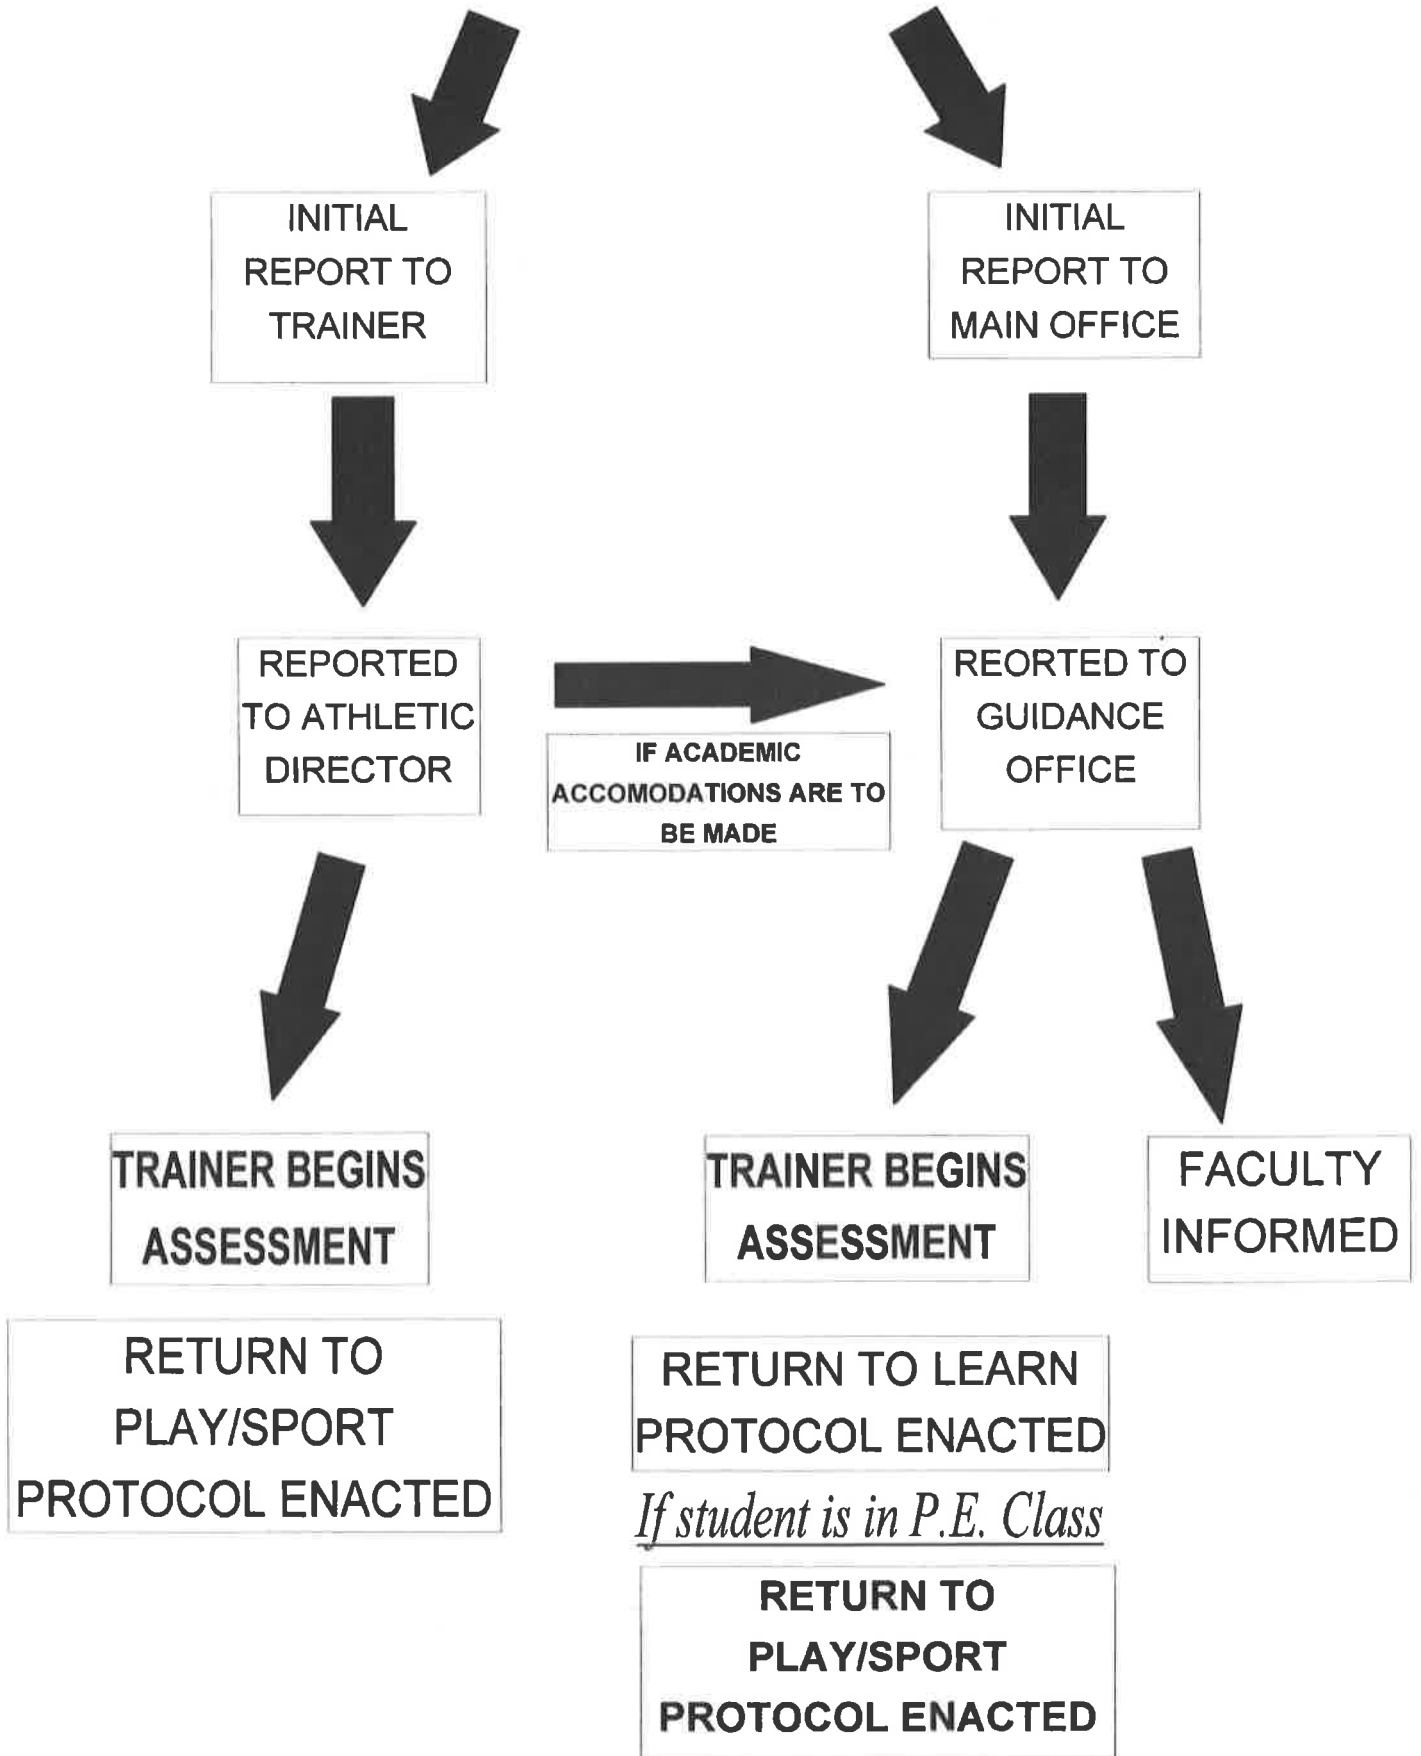 INITIAL
REPORT TO
TRAINER
INITIAL
REPORT TO
MAIN OFFICE
REPORTED
TO ATHLETIC
DIRECTOR
IF ACADEMIC
ACCOMODATIONS ARE TO
BE MADE
REORTED TO
GUIDANCE
OFFICE
TRAINER BEGINS
ASSESSMENT
TRAINER BEGINS
ASSESSMENT
FACULTY
INFORMED
RETURN TO
PLAY/SPORT
PROTOCOL ENACTED
RETURN TO LEARN
PROTOCOL ENACTED
If student is in P.E. Class
RETURN TO
PLAY/SPORT
PROTOCOL ENACTED